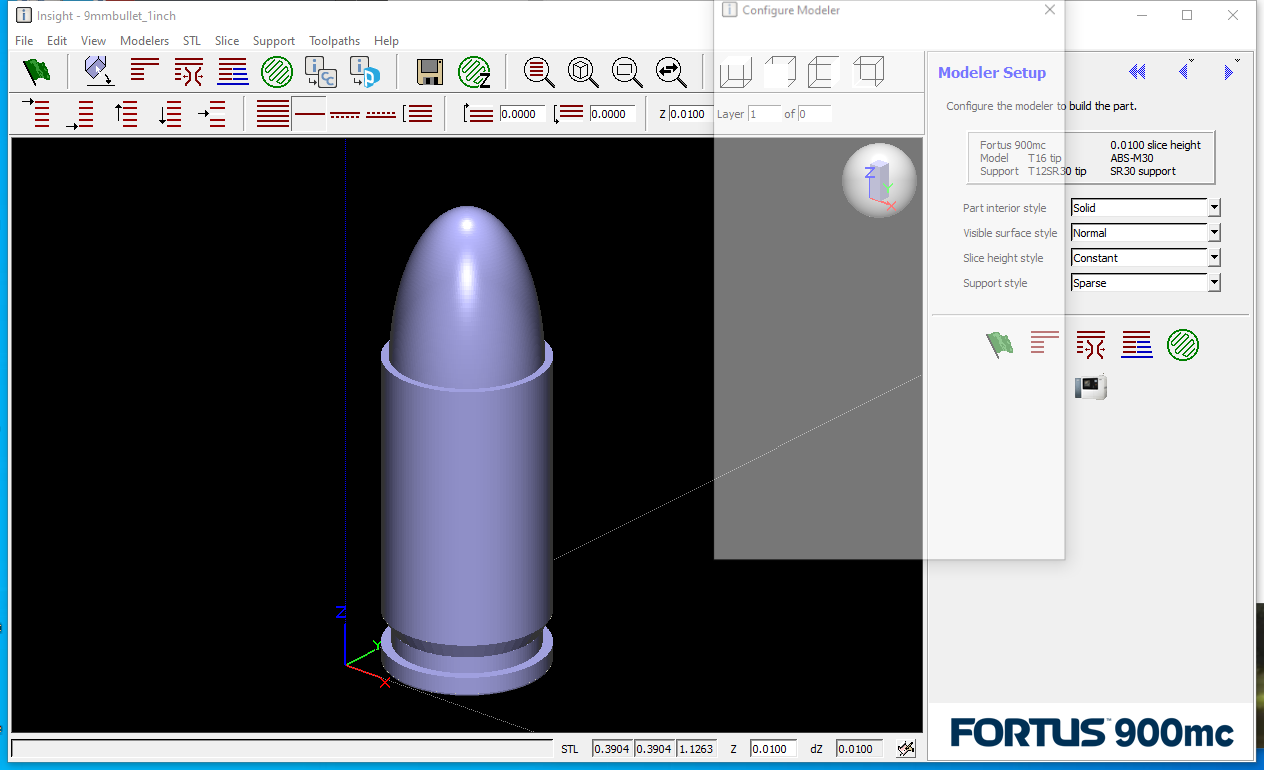 Insight - 9mmbullet_1inch
Configure Modeler
File Edit View Modelers STL Slice Support Toolpaths Help
Modeler Setup
Configure the modeler to build the part.
0.0000 0.0000 Z 0.0100 Layer 1 of 0
Fortus 900mc 0.0100 slice height
Model T16 tip ABS-M30
Support T12SR30 tip SR30 support
Part interior style Solid
Visible surface style Normal
Slice height style Constant
Support style Sparse
Z
Y
X
Z
Y
X
FORTUS™ 900mc
STL 0.3904 0.3904 1.1263 Z 0.0100 dZ 0.0100